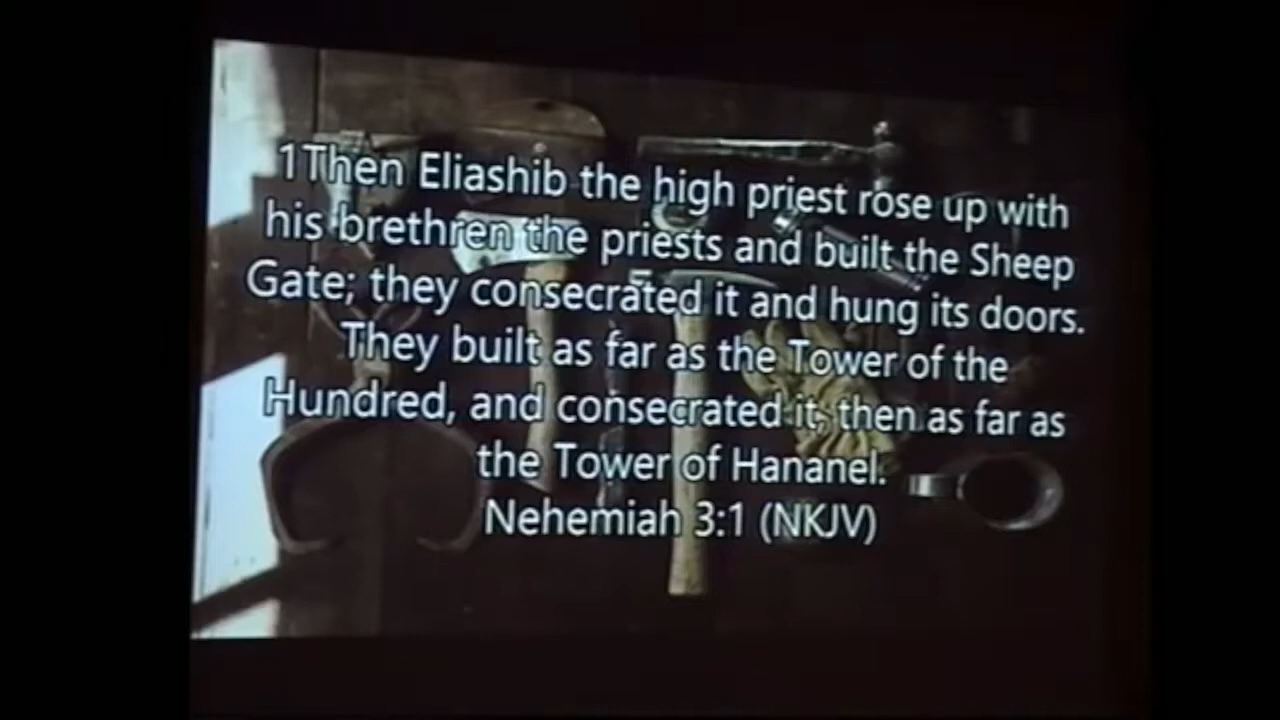 1Then Eliashib the high priest rose up with
his brethren the priests and built the Sheep
Gate; they consecrated it and hung its doors.
They built as far as the Tower of the
Hundred, and consecrated it, then as far as
the Tower of Hananel.
Nehemiah 3:1 (NKJV)